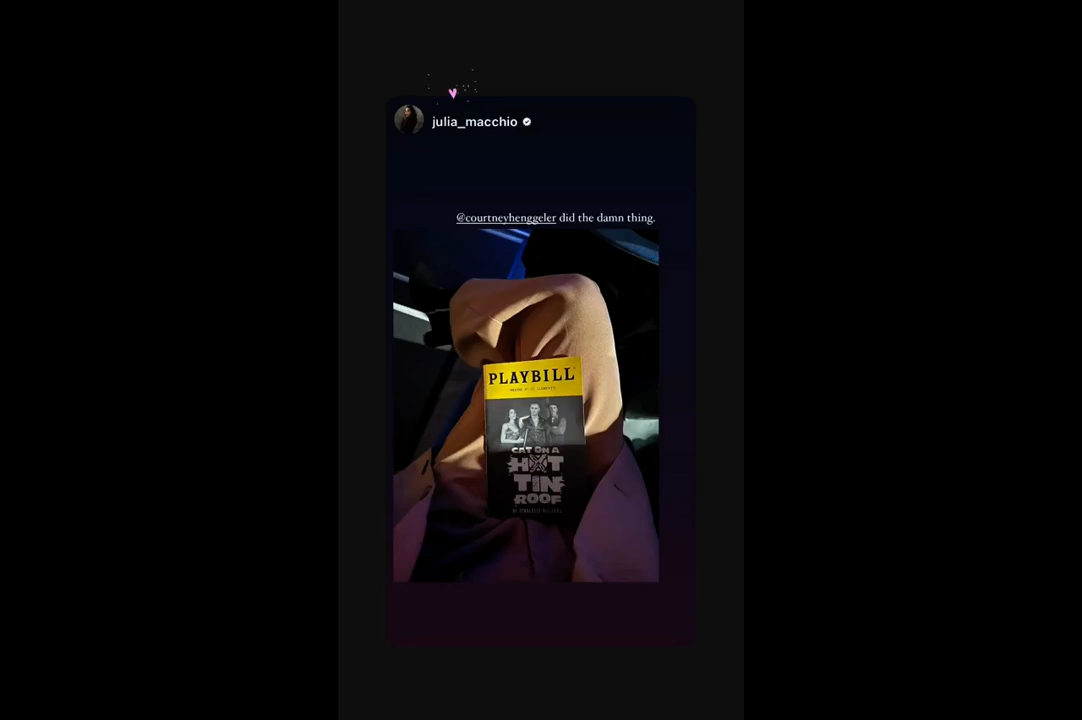 julia_macchio
@courtneyhenggeler did the damn thing.
PLAYBILL
CAT ON A
HOT
TIN
ROOF